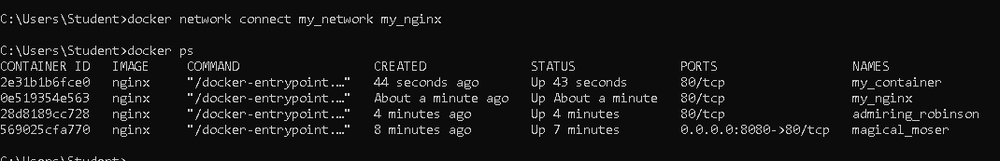 C:\Users\Student>docker network connect my_network my_nginx
C:\Users\Student>docker ps
CONTAINER ID   IMAGE     COMMAND                  CREATED              STATUS              PORTS                  NAMES
2e31b1b6fce0   nginx     "/docker-entrypoint.…"   44 seconds ago       Up 43 seconds       80/tcp                 my_container
0e519354e563   nginx     "/docker-entrypoint.…"   About a minute ago   Up About a minute   80/tcp                 my_nginx
28d8189cc728   nginx     "/docker-entrypoint.…"   4 minutes ago        Up 4 minutes        80/tcp                 admiring_robinson
569025cfa770   nginx     "/docker-entrypoint.…"   8 minutes ago        Up 7 minutes        0.0.0.0:8080->80/tcp   magical_moser
C:\Users\Student>